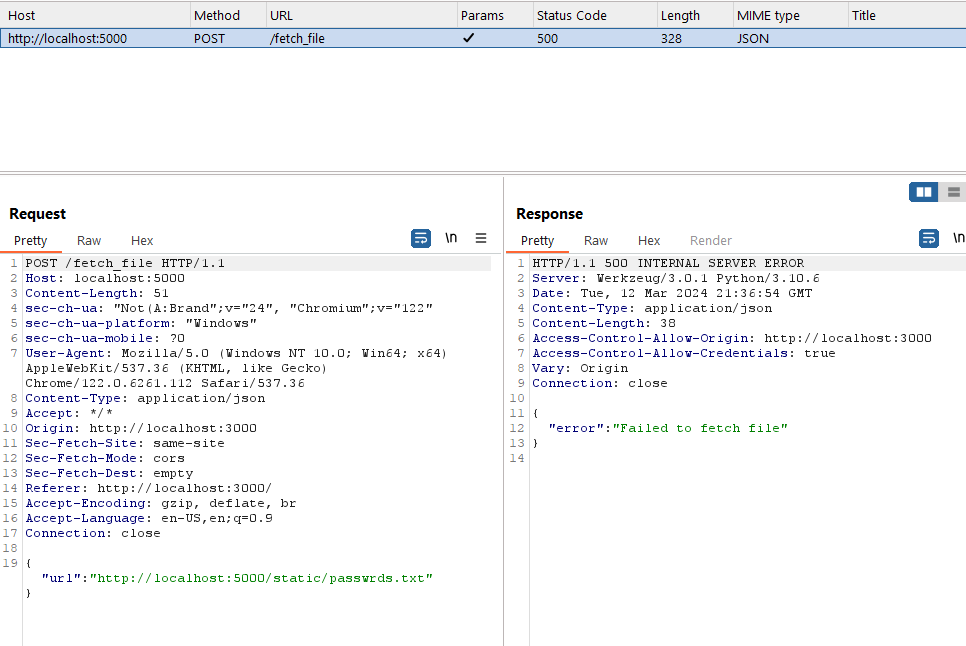 Host Method URL Params Status Code Length MIME type Title
http://localhost:5000 POST /fetch_file ✓ 500 328 JSON
Request
Pretty Raw Hex \n
1 POST /fetch_file HTTP/1.1
2 Host: localhost:5000
3 Content-Length: 51
4 sec-ch-ua: "Not(A:Brand";v="24", "Chromium";v="122"
5 sec-ch-ua-platform: "Windows"
6 sec-ch-ua-mobile: ?0
7 User-Agent: Mozilla/5.0 (Windows NT 10.0; Win64; x64)
AppleWebKit/537.36 (KHTML, like Gecko)
Chrome/122.0.6261.112 Safari/537.36
8 Content-Type: application/json
9 Accept: */*
10 Origin: http://localhost:3000
11 Sec-Fetch-Site: same-site
12 Sec-Fetch-Mode: cors
13 Sec-Fetch-Dest: empty
14 Referer: http://localhost:3000/
15 Accept-Encoding: gzip, deflate, br
16 Accept-Language: en-US,en;q=0.9
17 Connection: close
18
19 {
"url":"http://localhost:5000/static/passwrds.txt"
}
Response
Pretty Raw Hex Render \n
1 HTTP/1.1 500 INTERNAL SERVER ERROR
2 Server: Werkzeug/3.0.1 Python/3.10.6
3 Date: Tue, 12 Mar 2024 21:36:54 GMT
4 Content-Type: application/json
5 Content-Length: 38
6 Access-Control-Allow-Origin: http://localhost:3000
7 Access-Control-Allow-Credentials: true
8 Vary: Origin
9 Connection: close
10
11 {
12 "error":"Failed to fetch file"
13 }
14